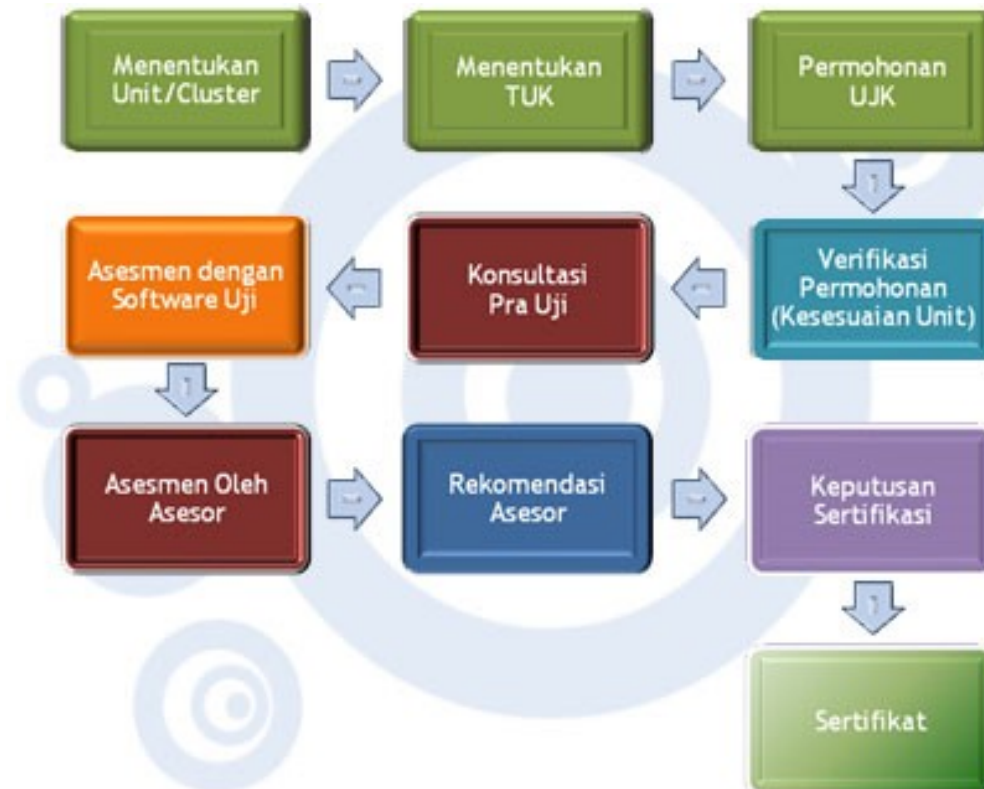 Menentukan
Unit/Cluster
Menentukan
TUK
Permohonan
UJK
Verifikasi
Permohonan
(Kesesuaian Unit)
Konsultasi
Pra Uji
Asesmen dengan
Software Uji
Asesmen Oleh
Asesor
Rekomendasi
Asesor
Keputusan
Sertifikasi
Sertifikat